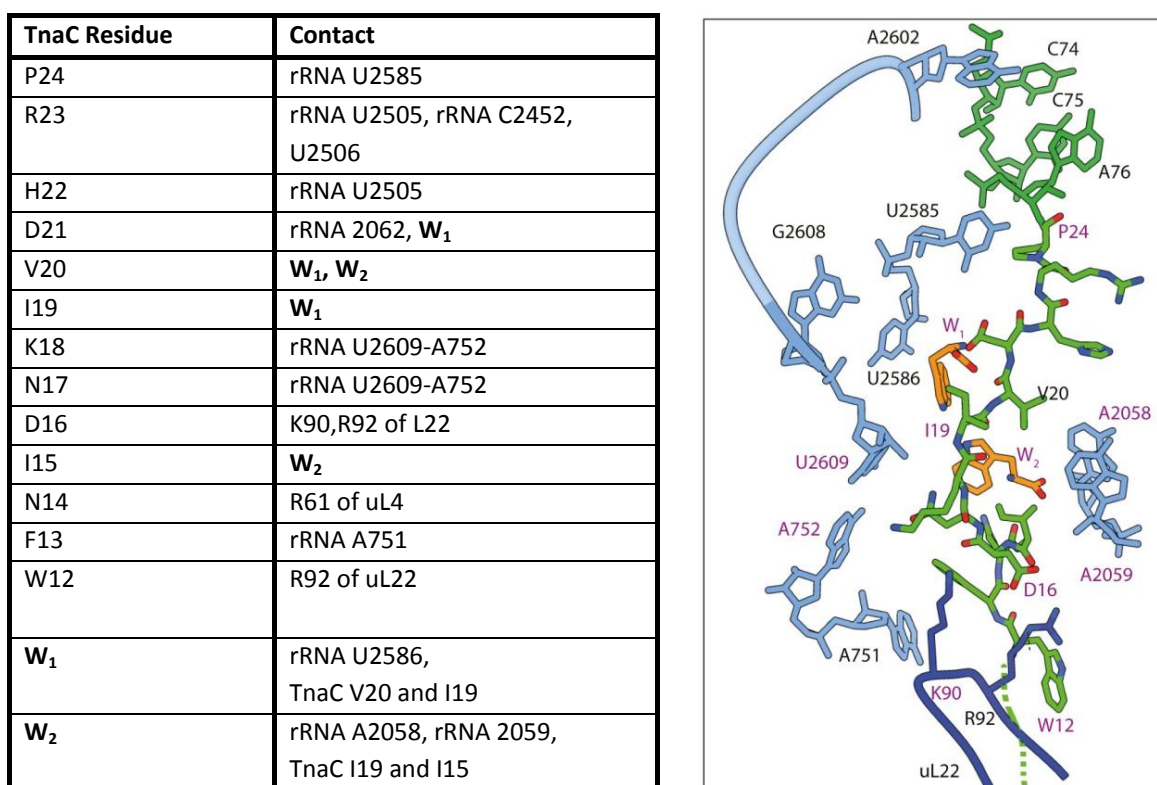 TnaC Residue Contact
P24 rRNA U2585
R23 rRNA U2505, rRNA C2452,
U2506
H22 rRNA U2505
D21 rRNA 2062, W1
V20 W1, W2
I19 W1
K18 rRNA U2609-A752
N17 rRNA U2609-A752
D16 K90,R92 of L22
I15 W2
N14 R61 of uL4
F13 rRNA A751
W12 R92 of uL22
W1 rRNA U2586,
TnaC V20 and I19
W2 rRNA A2058, rRNA 2059,
TnaC I19 and I15
A2602
C74
C75
A76
U2585
P24
G2608
W1
U2586
V20
A2058
I19
W2
U2609
A752
A2059
D16
A751
K90
R92
W12
uL22